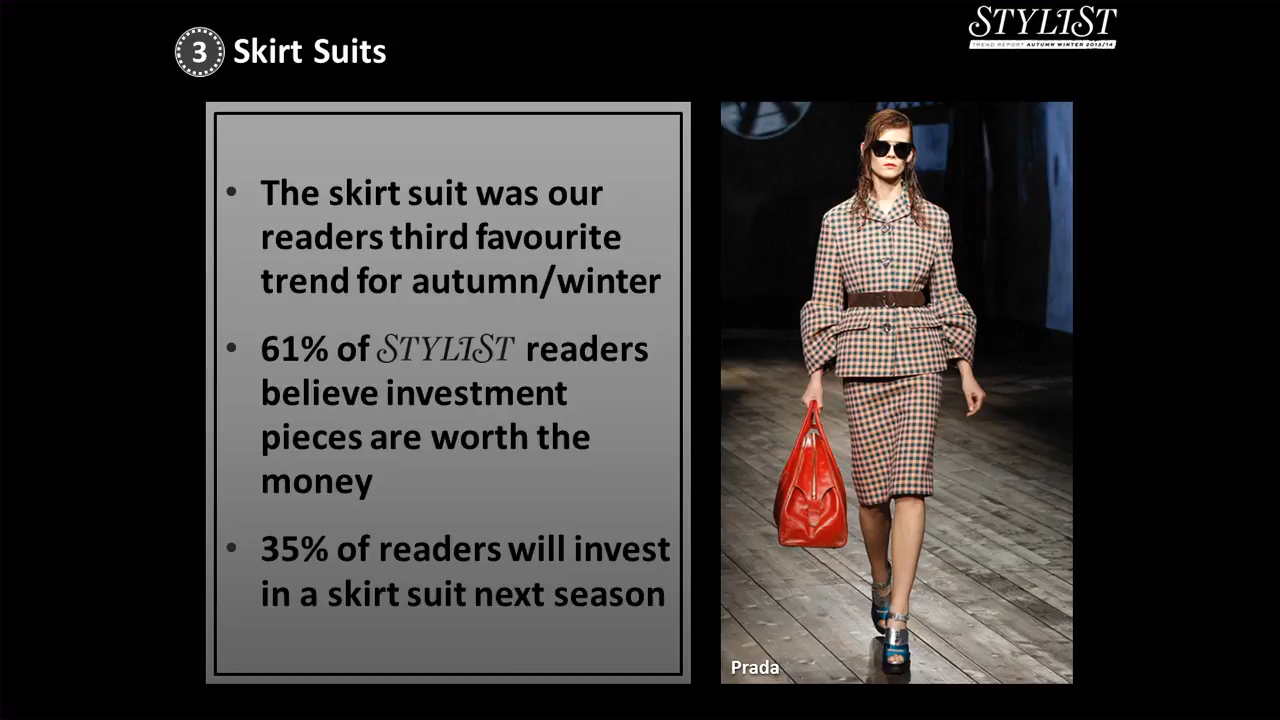 3 Skirt Suits
STYLIST
TREND REPORT AUTUMN WINTER 2013/14
• The skirt suit was our
readers third favourite
trend for autumn/winter
• 61% of STYLIST readers
believe investment
pieces are worth the
money
• 35% of readers will invest
in a skirt suit next season
Prada